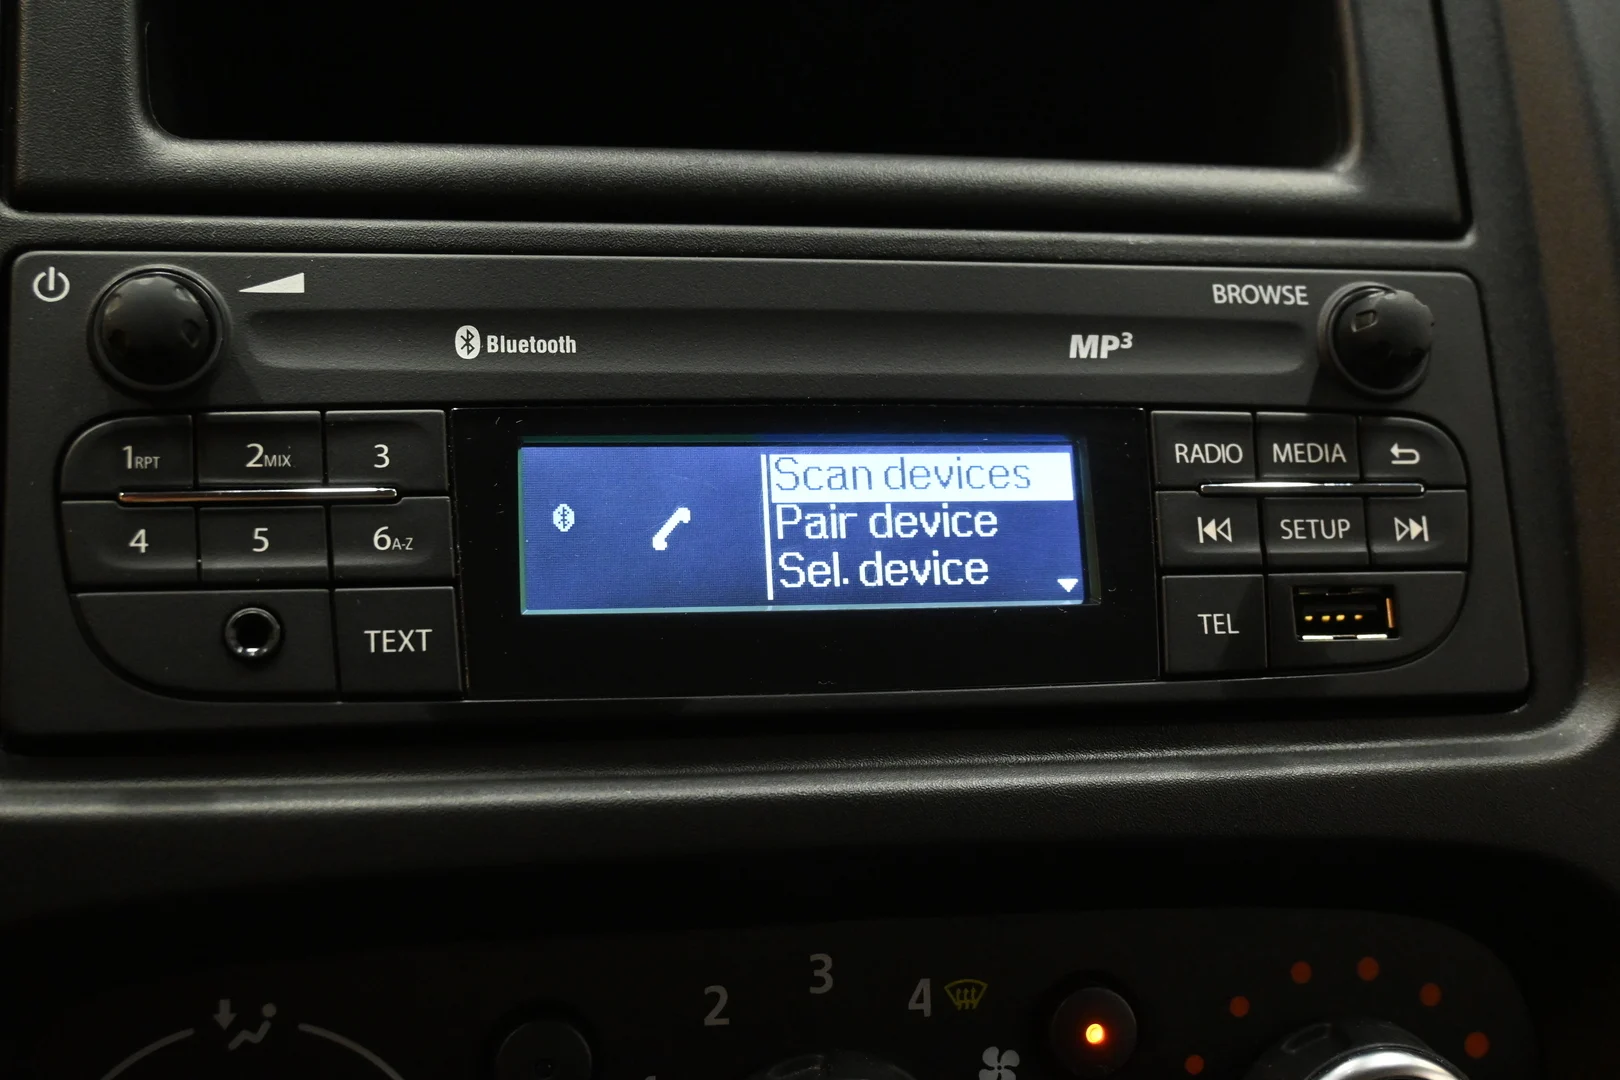 BROWSE
Bluetooth
MP3
1RPT
2MIX
3
4
5
6A-Z
TEXT
Scan devices
Pair device
Sel. device
RADIO
MEDIA
SETUP
TEL
2
3
4